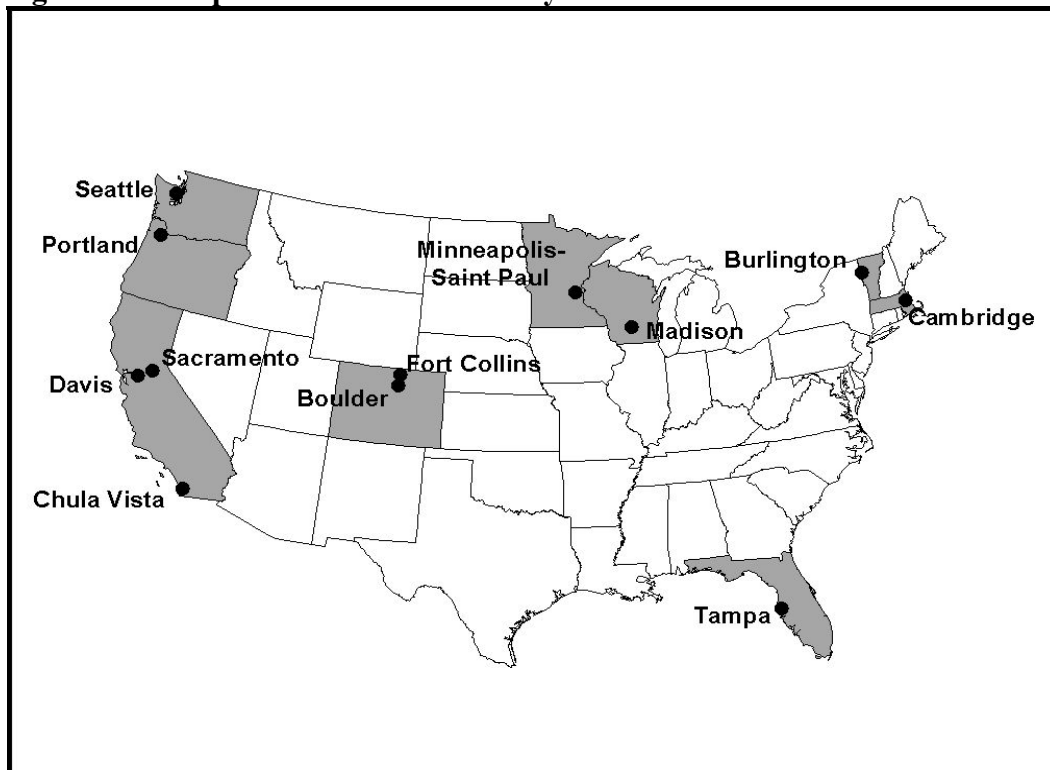 Seattle
Portland
Minneapolis-
Saint Paul
Burlington
Cambridge
Madison
Sacramento
Davis
Fort Collins
Boulder
Chula Vista
Tampa